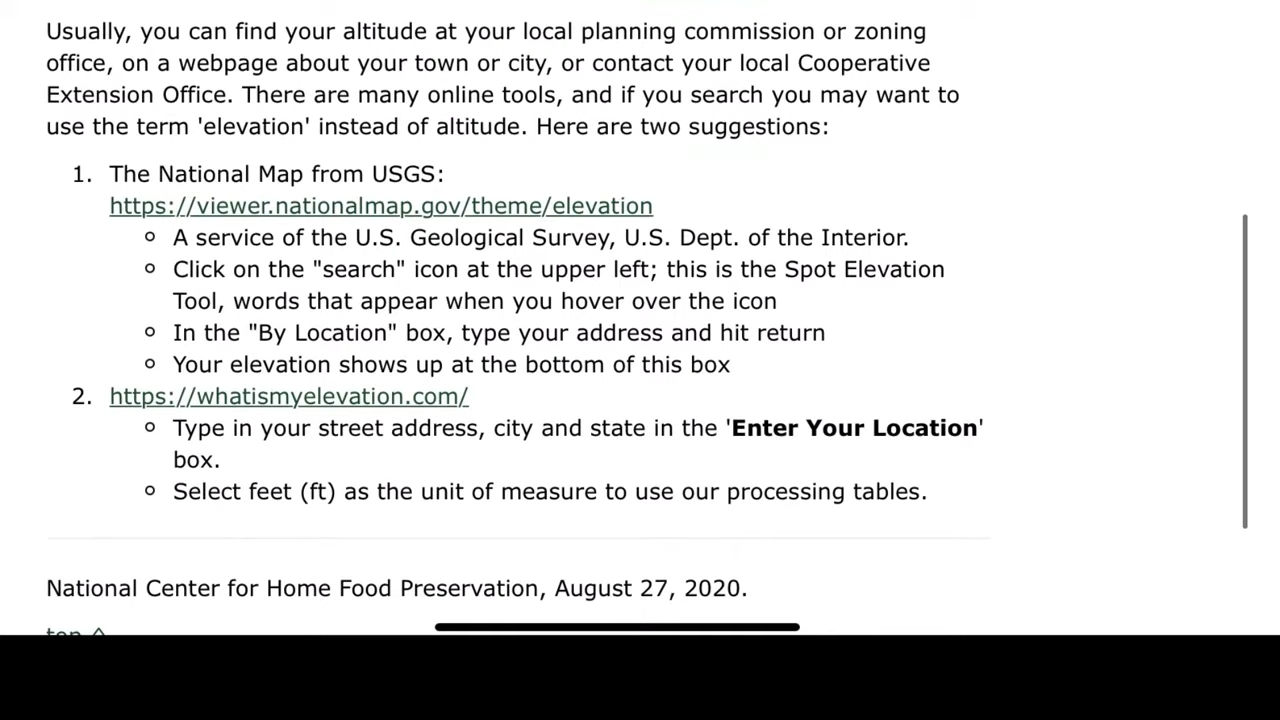 Usually, you can find your altitude at your local planning commission or zoning
office, on a webpage about your town or city, or contact your local Cooperative
Extension Office. There are many online tools, and if you search you may want to
use the term 'elevation' instead of altitude. Here are two suggestions:
1. The National Map from USGS:
https://viewer.nationalmap.gov/theme/elevation
A service of the U.S. Geological Survey, U.S. Dept. of the Interior.
Click on the "search" icon at the upper left; this is the Spot Elevation
Tool, words that appear when you hover over the icon
In the "By Location" box, type your address and hit return
Your elevation shows up at the bottom of this box
2. https://whatismyelevation.com/
Type in your street address, city and state in the 'Enter Your Location'
box.
Select feet (ft) as the unit of measure to use our processing tables.
National Center for Home Food Preservation, August 27, 2020.